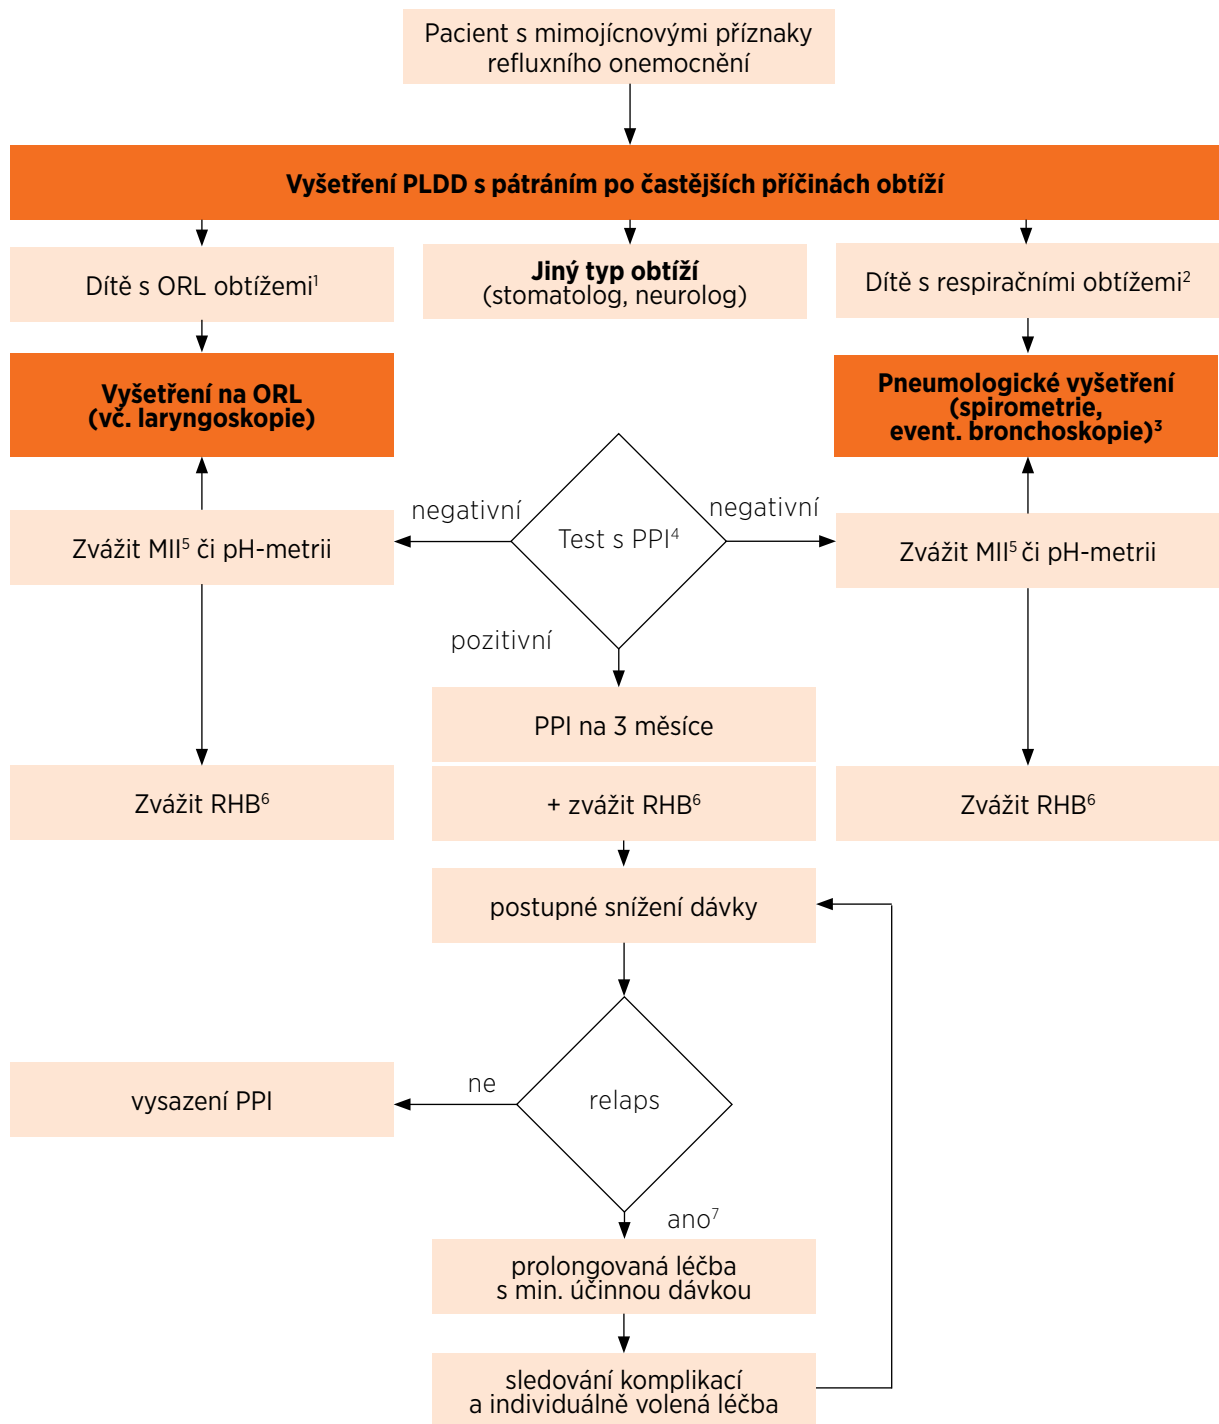 Pacient s mimojícnovými příznaky
refluxního onemocnění
Vyšetření PLDD s pátráním po častějších příčinách obtíží
Dítě s ORL obtížemi¹
Jiný typ obtíží
(stomatolog, neurolog)
Dítě s respiračními obtížemi²
Vyšetření na ORL
(vč. laryngoskopie)
Pneumologické vyšetření
(spirometrie,
event. bronchoskopie)³
negativní
Test s PPI⁴
negativní
Zvážit MII⁵ či pH-metrii
Zvážit MII⁵ či pH-metrii
pozitivní
PPI na 3 měsíce
Zvážit RHB⁶
+ zvážit RHB⁶
Zvážit RHB⁶
postupné snížení dávky
vysazení PPI
ne
relaps
ano⁷
prolongovaná léčba
s min. účinnou dávkou
sledování komplikací
a individuálně volená léčba